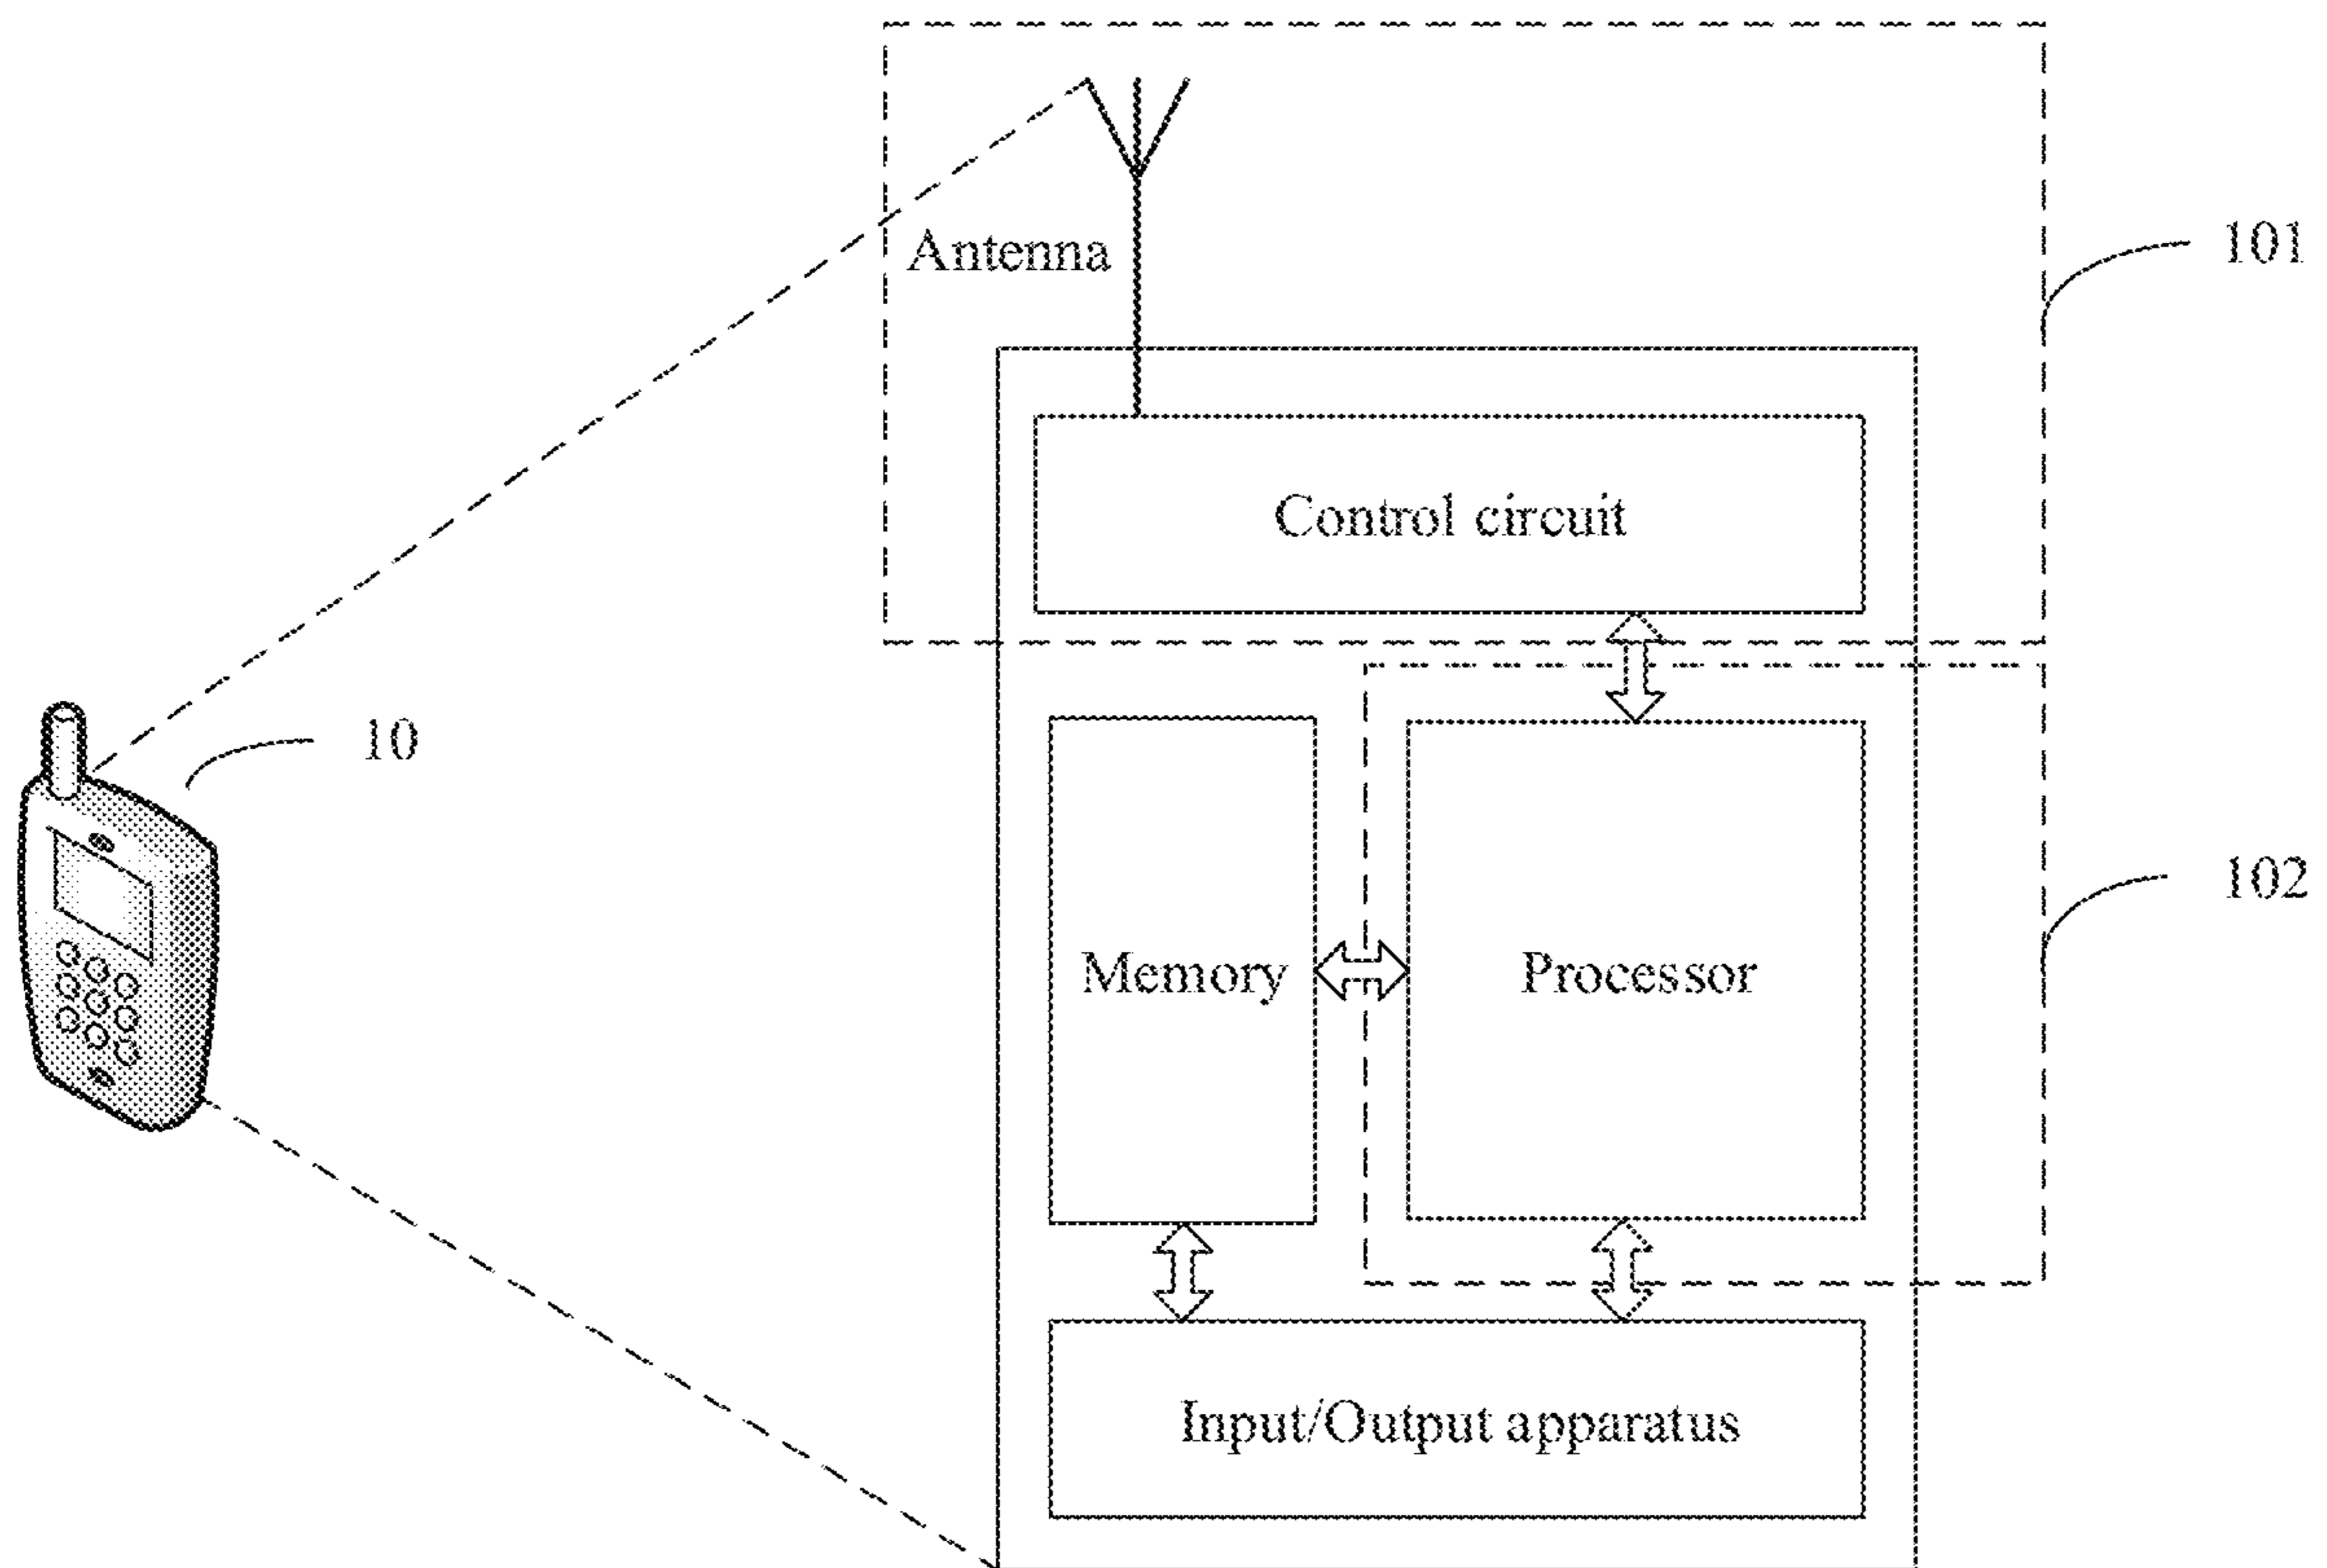 Antenna
101
Control circuit
10
102
Memory
Processor
Input/Output apparatus